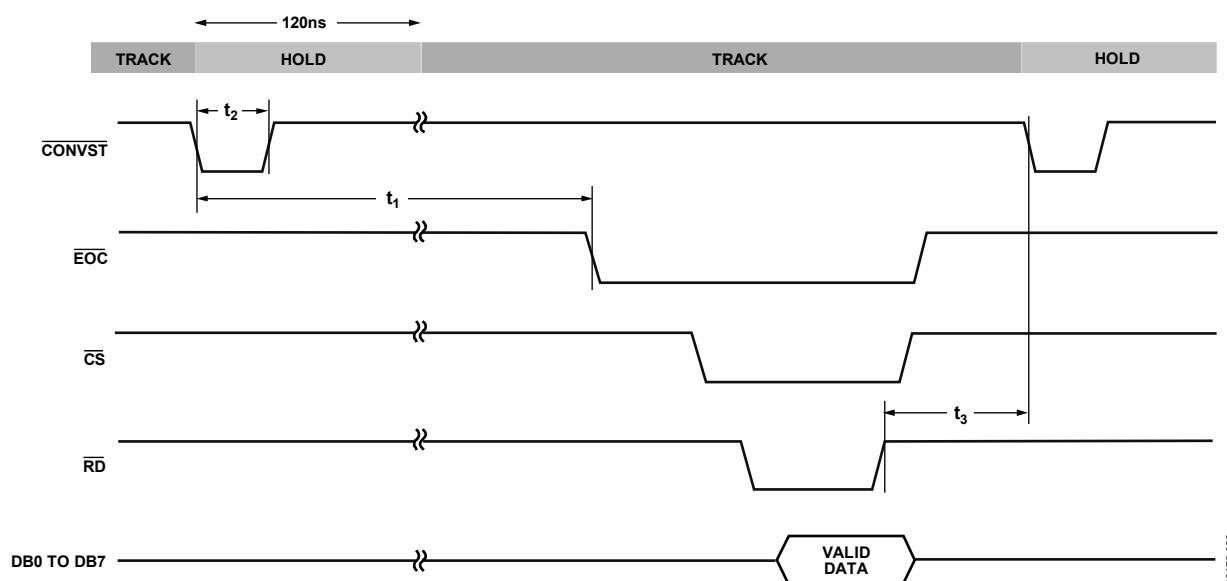 120ns
TRACK HOLD TRACK HOLD
t2
CONVST
t1
EOC
CS
t3
RD
DB0 TO DB7
VALID
DATA